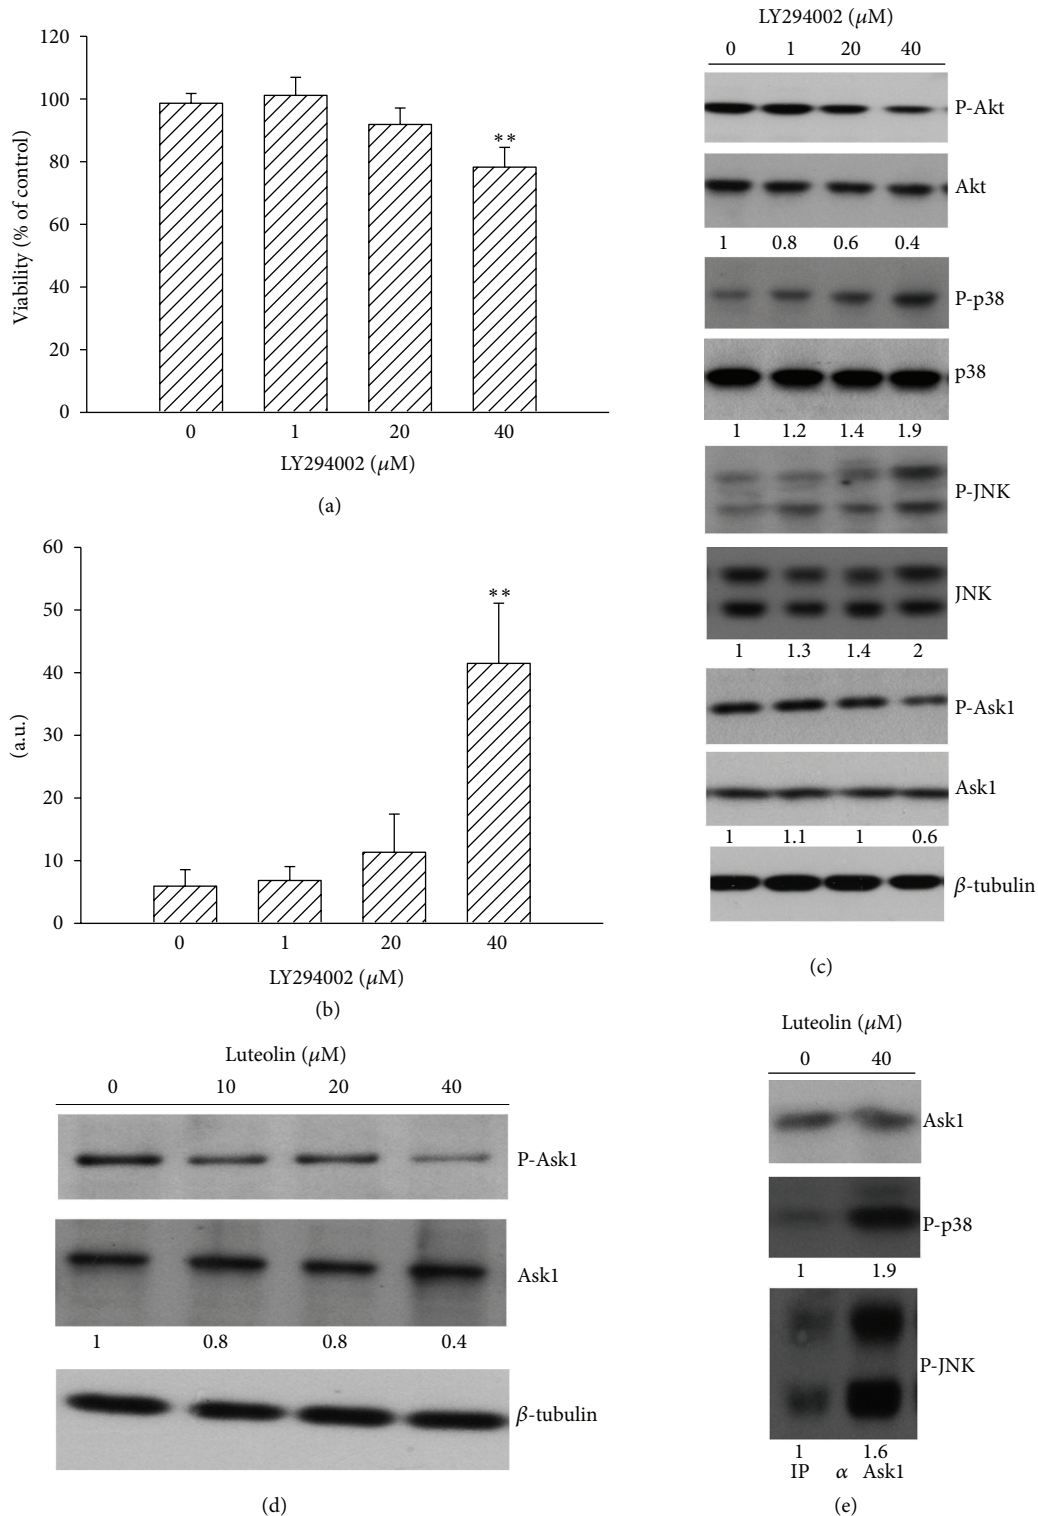 120
100
80
60
40
20
0
Viability (% of control)
**
0 1 20 40
LY294002 (μM)
(a)
60
50
40
30
20
10
0
(a.u.)
**
0 1 20 40
LY294002 (μM)
(b)
LY294002 (μM)
0 1 20 40
P-Akt
Akt
1 0.8 0.6 0.4
P-p38
p38
1 1.2 1.4 1.9
P-JNK
JNK
1 1.3 1.4 2
P-Ask1
Ask1
1 1.1 1 0.6
β-tubulin
(c)
Luteolin (μM)
0 10 20 40
P-Ask1
Ask1
1 0.8 0.8 0.4
β-tubulin
(d)
Luteolin (μM)
0 40
Ask1
P-p38
1 1.9
P-JNK
1 1.6
IP α Ask1
(e)